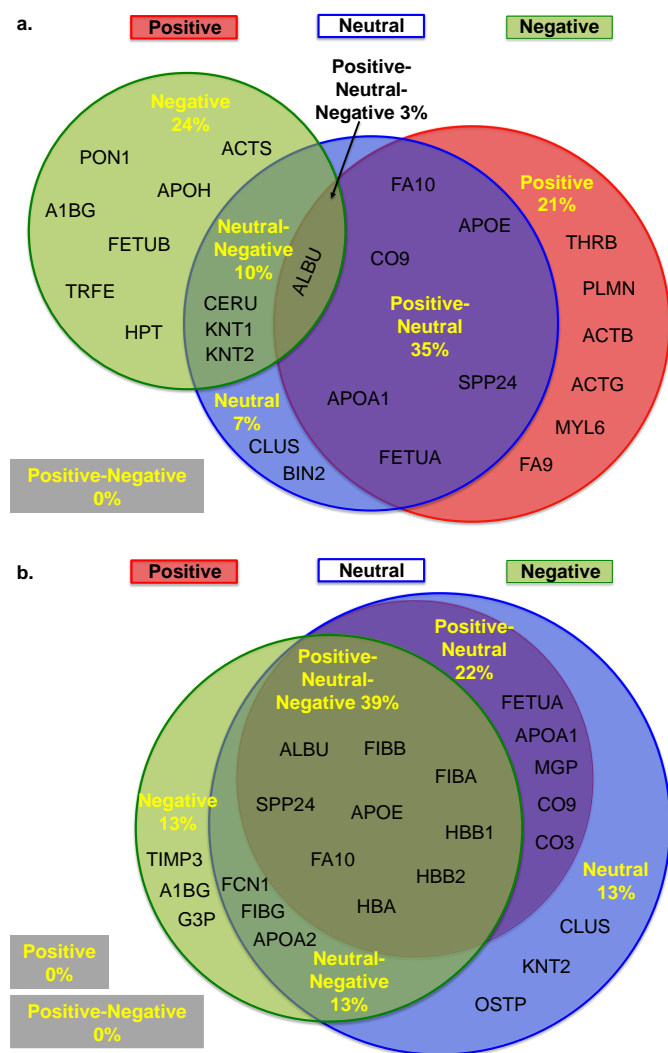 a.
Positive
Neutral
Negative
Positive-
Neutral-
Negative 3%
Negative
24%
PON1
ACTS
A1BG
APOH
FETUB
TRFE
HPT
Neutral-
Negative
10%
CERU
KNT1
KNT2
ALBU
FA10
APOE
CO9
Positive-
Neutral
35%
APOA1
SPP24
FETUA
Positive
21%
THRB
PLMN
ACTB
ACTG
MYL6
FA9
Neutral
7%
CLUS
BIN2
Positive-Negative
0%
b.
Positive
Neutral
Negative
Positive-
Neutral-
Negative 39%
Positive-
Neutral
22%
FETUA
APOA1
MGP
CO9
CO3
ALBU
FIBB
FIBA
SPP24
APOE
HBB1
FA10
HBB2
HBA
Negative
13%
TIMP3
A1BG
G3P
FCN1
FIBG
APOA2
Neutral-
Negative
13%
Neutral
13%
CLUS
KNT2
OSTP
Positive
0%
Positive-Negative
0%